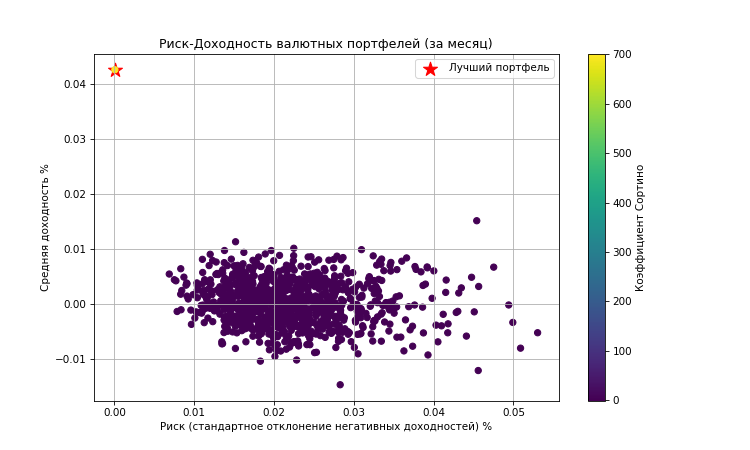 Риск-Доходность валютных портфелей (за месяц)
Лучший портфель
Средняя доходность %
0.04
0.03
0.02
0.01
0.00
−0.01
0.00 0.01 0.02 0.03 0.04 0.05
Риск (стандартное отклонение негативных доходностей) %
700
600
500
400
300
200
100
0
Коэффициент Сортино